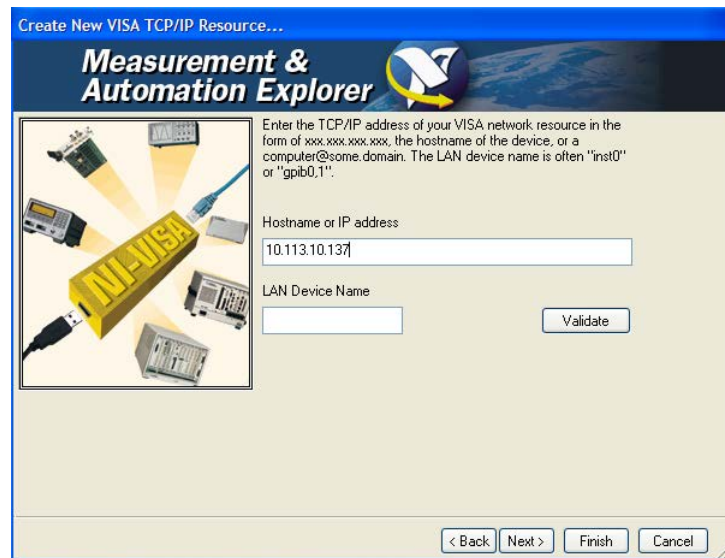 Create New VISA TCP/IP Resource...
Measurement &
Automation Explorer
NI-VISA
Enter the TCP/IP address of your VISA network resource in the
form of xxx.xxx.xxx.xxx, the hostname of the device, or a
computer@some.domain. The LAN device name is often "inst0"
or "gpib0,1".
Hostname or IP address
10.113.10.137
LAN Device Name
Validate
< Back Next > Finish Cancel